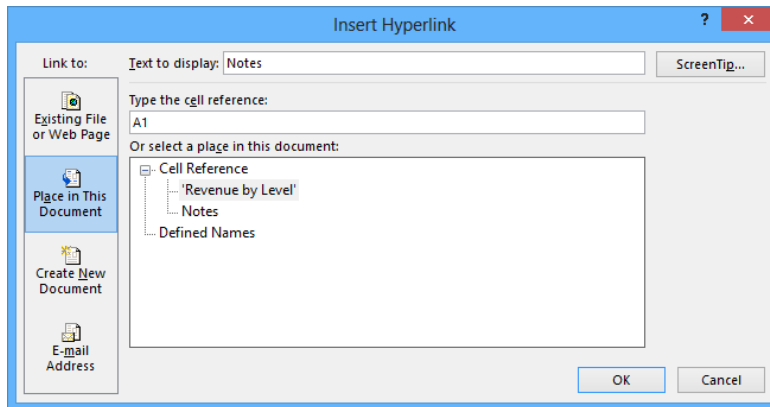 Insert Hyperlink
?
×
Link to:
Text to display: Notes
ScreenTip...
Existing File
or Web Page
Place in This
Document
Create New
Document
E-mail
Address
Type the cell reference:
A1
Or select a place in this document:
Cell Reference
'Revenue by Level'
Notes
Defined Names
OK
Cancel